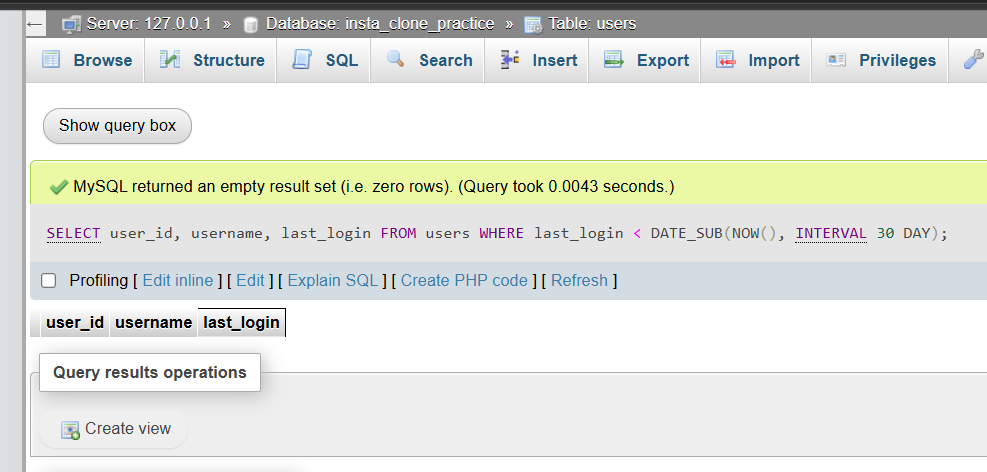 ← Server: 127.0.0.1 » Database: insta_clone_practice » Table: users
Browse Structure SQL Search Insert Export Import Privileges
Show query box
MySQL returned an empty result set (i.e. zero rows). (Query took 0.0043 seconds.)
SELECT user_id, username, last_login FROM users WHERE last_login < DATE_SUB(NOW(), INTERVAL 30 DAY);
Profiling [ Edit inline ] [ Edit ] [ Explain SQL ] [ Create PHP code ] [ Refresh ]
user_id username last_login
Query results operations
Create view